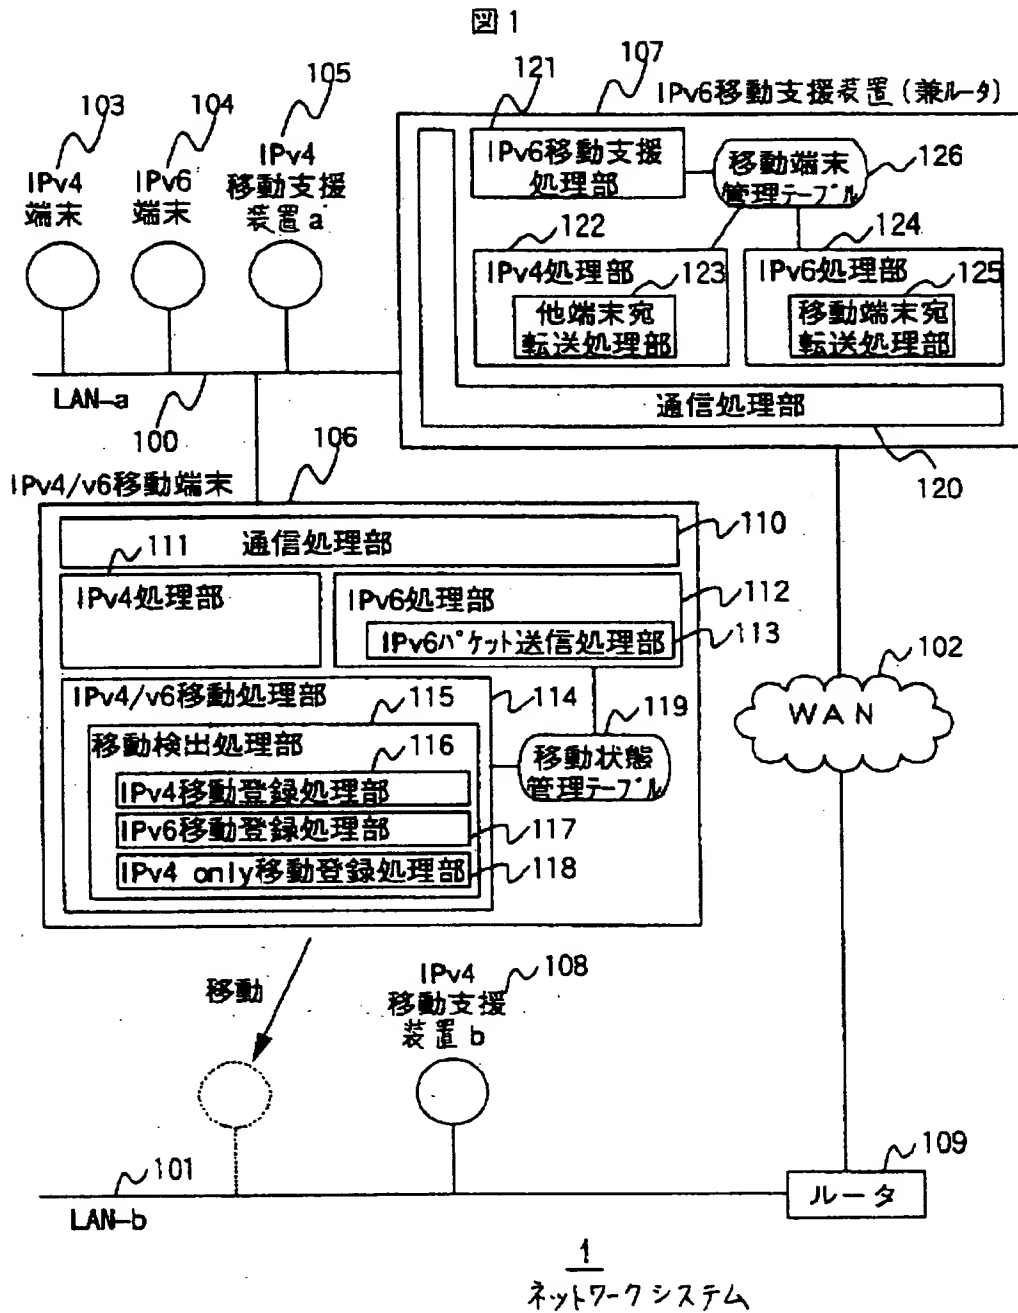 図1
103
104
105
121
107
IPv6移動支援装置(兼ルータ)
IPv4
端末
IPv6
端末
IPv4
移動支援
装置a
IPv6移動支援
処理部
移動端末
管理テーブル
126
122
124
IPv4処理部
123
他端末宛
転送処理部
IPv6処理部
125
移動端末宛
転送処理部
通信処理部
LAN-a
100
106
120
IPv4/v6移動端末
通信処理部
110
111
IPv4処理部
IPv6処理部
112
IPv6パケット送信処理部
113
IPv4/v6移動処理部
114
115
移動検出処理部
116
119
移動状態
管理テーブル
IPv4移動登録処理部
IPv6移動登録処理部
117
IPv4 only移動登録処理部
118
102
WAN
移動
IPv4
移動支援
装置b
108
101
LAN-b
109
ルータ
1
ネットワークシステム